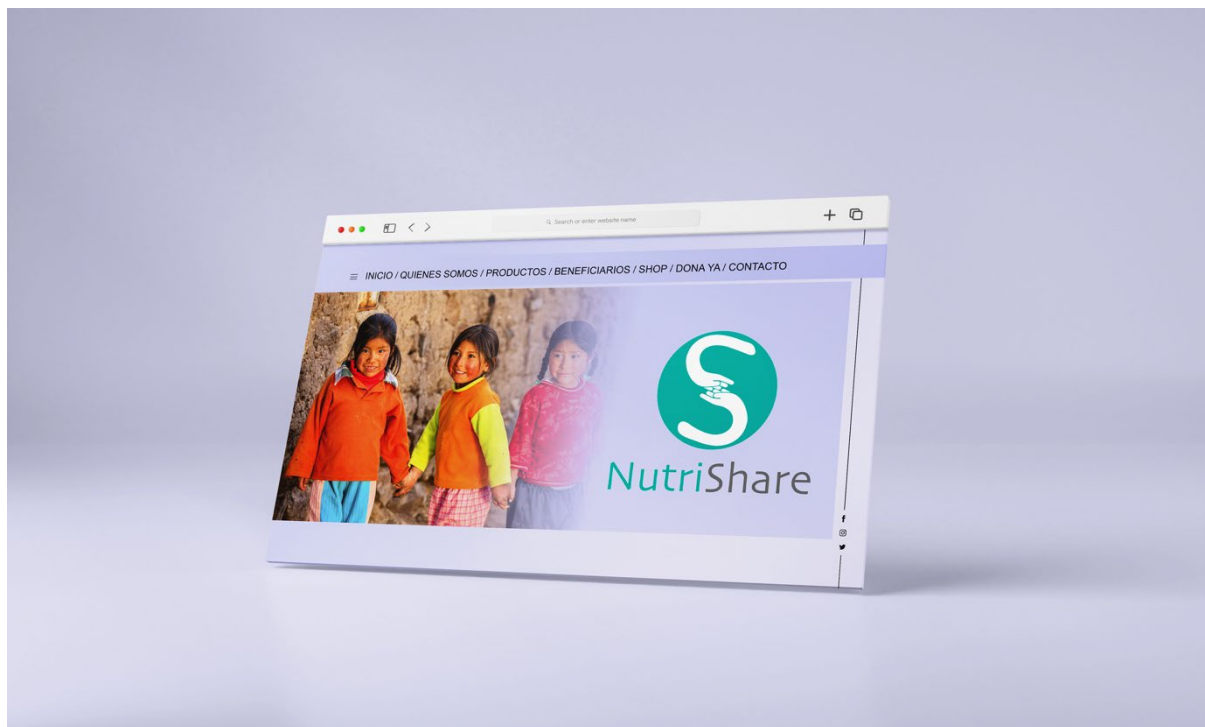 Search or enter website name
INICIO / QUIENES SOMOS / PRODUCTOS / BENEFICIARIOS / SHOP / DONA YA / CONTACTO
NutriShare